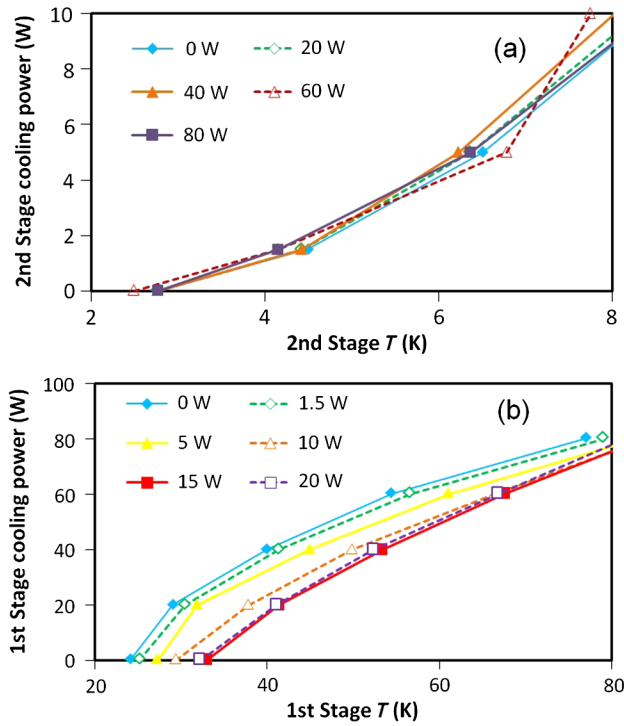 (a)
0 W
20 W
40 W
60 W
80 W
2nd Stage cooling power (W)
10
8
6
4
2
0
2
4
6
8
2nd Stage T (K)
(b)
0 W
1.5 W
5 W
10 W
15 W
20 W
1st Stage cooling power (W)
100
80
60
40
20
0
20
40
60
80
1st Stage T (K)